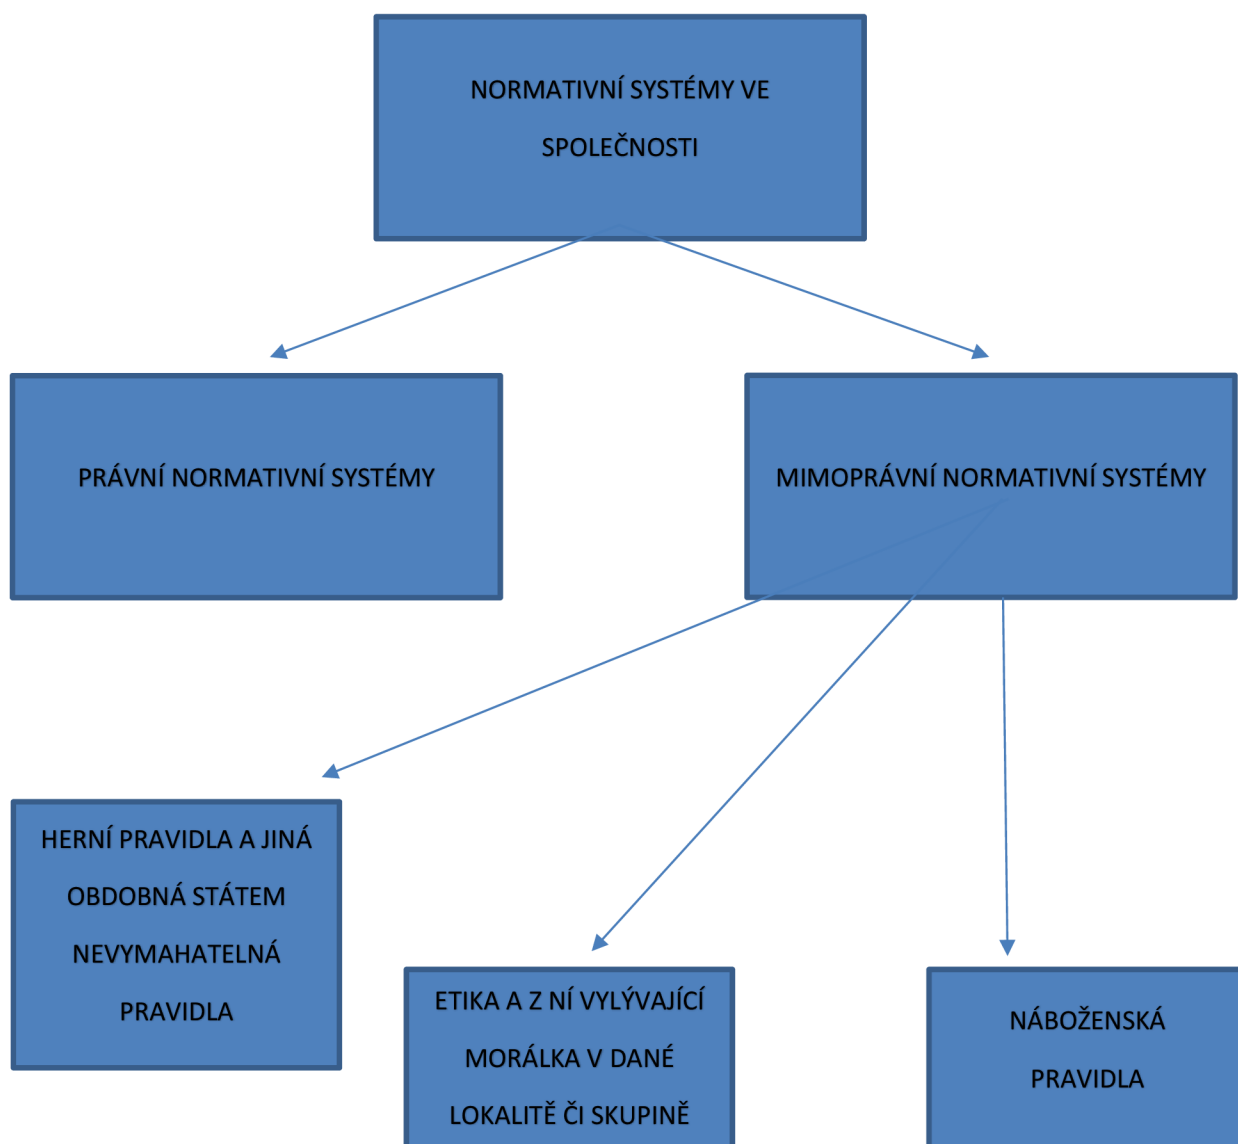 NORMATIVNÍ SYSTÉMY VE
SPOLEČNOSTI
PRÁVNÍ NORMATIVNÍ SYSTÉMY
MIMOPRÁVNÍ NORMATIVNÍ SYSTÉMY
HERNÍ PRAVIDLA A JINÁ
OBDOBNÁ STÁTEM
NEVYMAHATELNÁ
PRAVIDLA
ETIKA A Z NÍ VYLÝVAJÍCÍ
MORÁLKA V DANÉ
LOKALITĚ ČI SKUPINĚ
NÁBOŽENSKÁ
PRAVIDLA